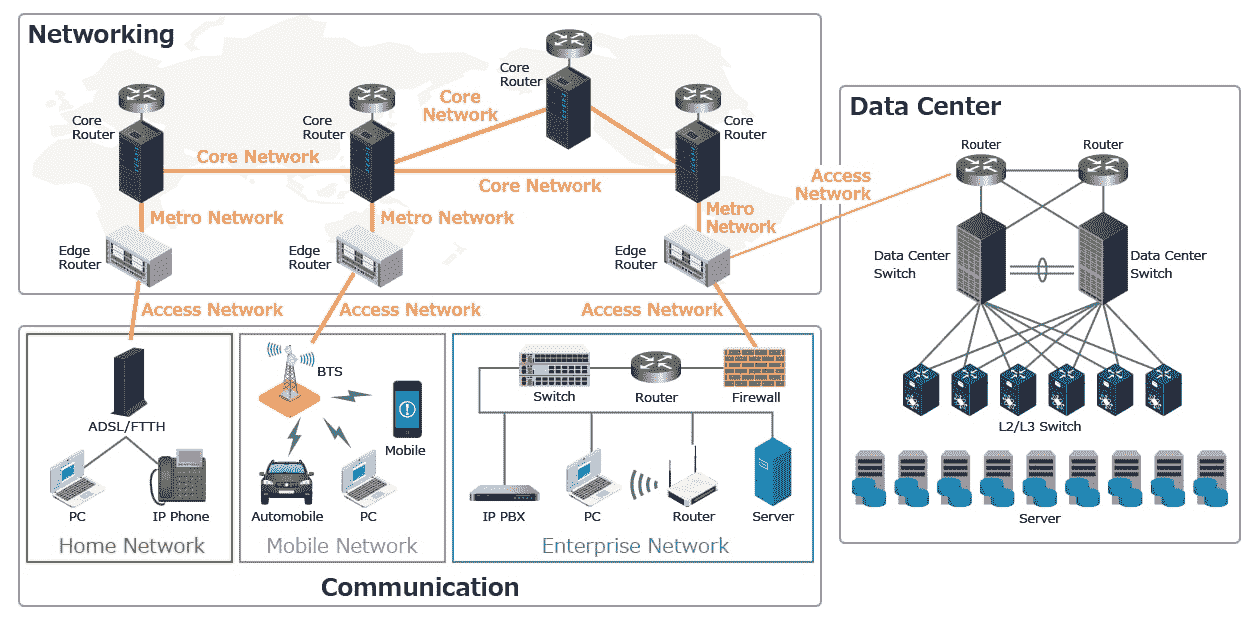 Networking
Core
Router
Core
Router
Core
Router
Core
Router
Core
Network
Core Network
Core Network
Metro Network
Metro Network
Metro
Network
Edge
Router
Edge
Router
Edge
Router
Access
Network
Access Network
Access Network
Access Network
ADSL/FTTH
PC
IP Phone
Home Network
BTS
Mobile
Automobile
PC
Mobile Network
Switch
Router
Firewall
IP PBX
PC
Router
Server
Enterprise Network
Communication
Data Center
Router
Router
Data Center
Switch
Data Center
Switch
L2/L3 Switch
Server